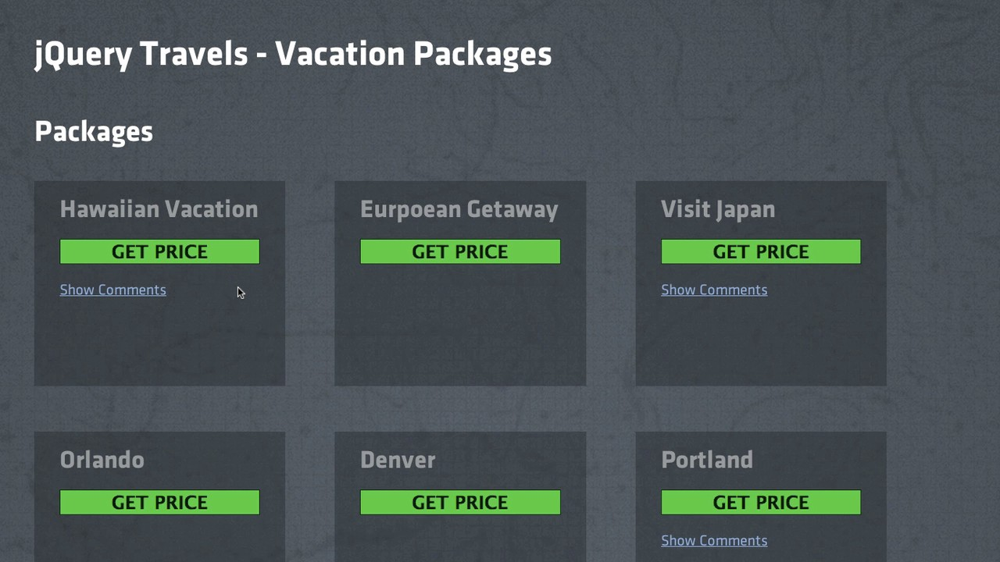 jQuery Travels - Vacation Packages
Packages
Hawaiian Vacation
GET PRICE
Show Comments
Eurpoean Getaway
GET PRICE
Visit Japan
GET PRICE
Show Comments
Orlando
GET PRICE
Denver
GET PRICE
Portland
GET PRICE
Show Comments